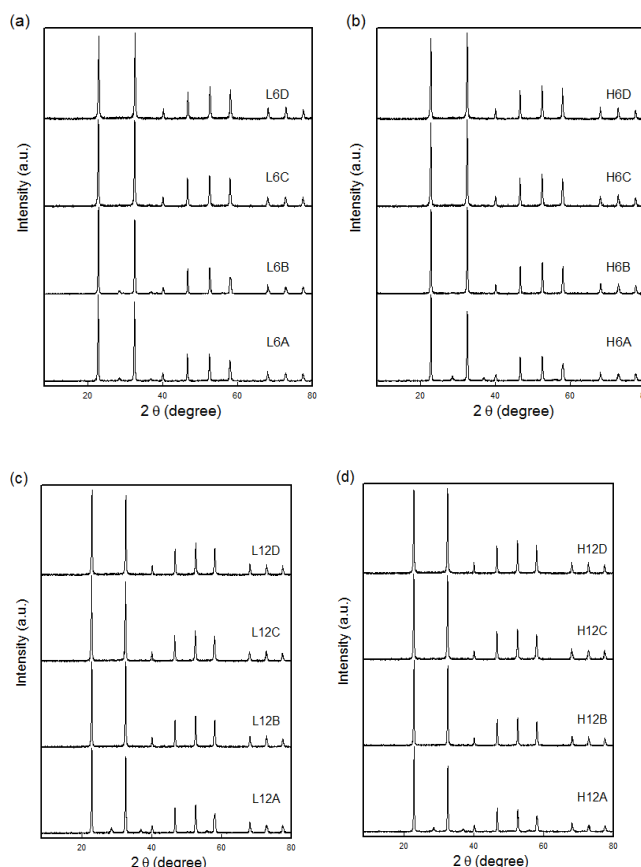 (a)
Intensity (a.u.)
L6D
L6C
L6B
L6A
20 40 60 80
2 θ (degree)
(b)
Intensity (a.u.)
H6D
H6C
H6B
H6A
20 40 60
2 θ (degree)
(c)
Intensity (a.u.)
L12D
L12C
L12B
L12A
20 40 60 80
2 θ (degree)
(d)
Intensity (a.u.)
H12D
H12C
H12B
H12A
20 40 60 80
2 θ (degree)